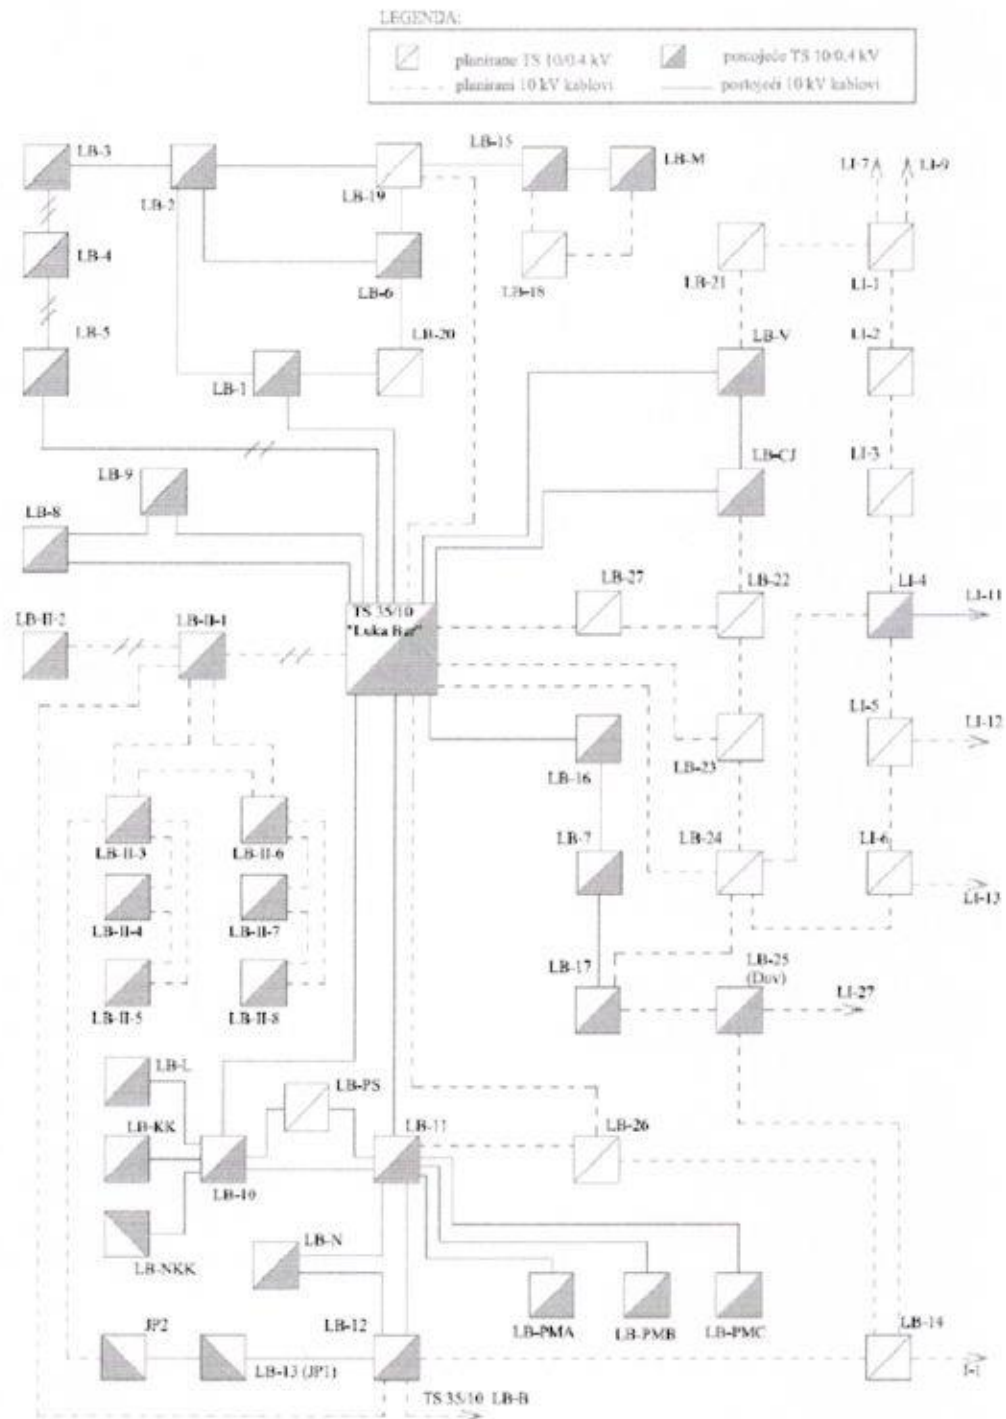 LEGENDA:
planirane TS 10/0.4 kV
postojeće TS 10/0.4 kV
planirani 10 kV kablovi
postojeći 10 kV kablovi
LB-3
LB-2
LB-19
LB-15
LB-M
LI-7
LI-9
LB-4
LB-6
LB-18
LB-21
LI-1
LB-5
LB-1
LB-20
LB-V
LI-2
LB-9
LB-CJ
LI-3
LB-8
LB-II-2
LB-II-1
TS 35/10
"Luka Bar"
LB-27
LB-22
LI-4
LI-11
LB-16
LB-23
LI-5
LI-12
LB-II-3
LB-II-6
LB-7
LB-24
LI-6
LI-13
LB-II-4
LB-II-7
LB-17
LB-25
(Duv)
LI-27
LB-II-5
LB-II-8
LB-L
LB-PS
LB-KK
LB-10
LB-11
LB-26
LB-NKK
LB-N
LB-PMA
LB-PMB
LB-PMC
JP2
LB-13 (JP1)
LB-12
LB-14
I-1
TS 35/10 LB-B